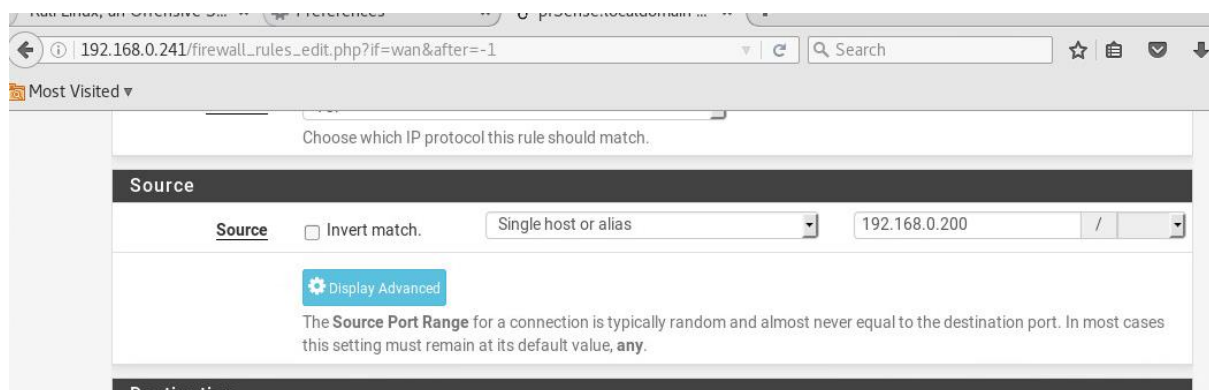 Preferences
192.168.0.241/firewall_rules_edit.php?if=wan&after=-1 Search
Most Visited
Choose which IP protocol this rule should match.
Source
Source Invert match. Single host or alias 192.168.0.200 /
Display Advanced
The Source Port Range for a connection is typically random and almost never equal to the destination port. In most cases
this setting must remain at its default value, any.